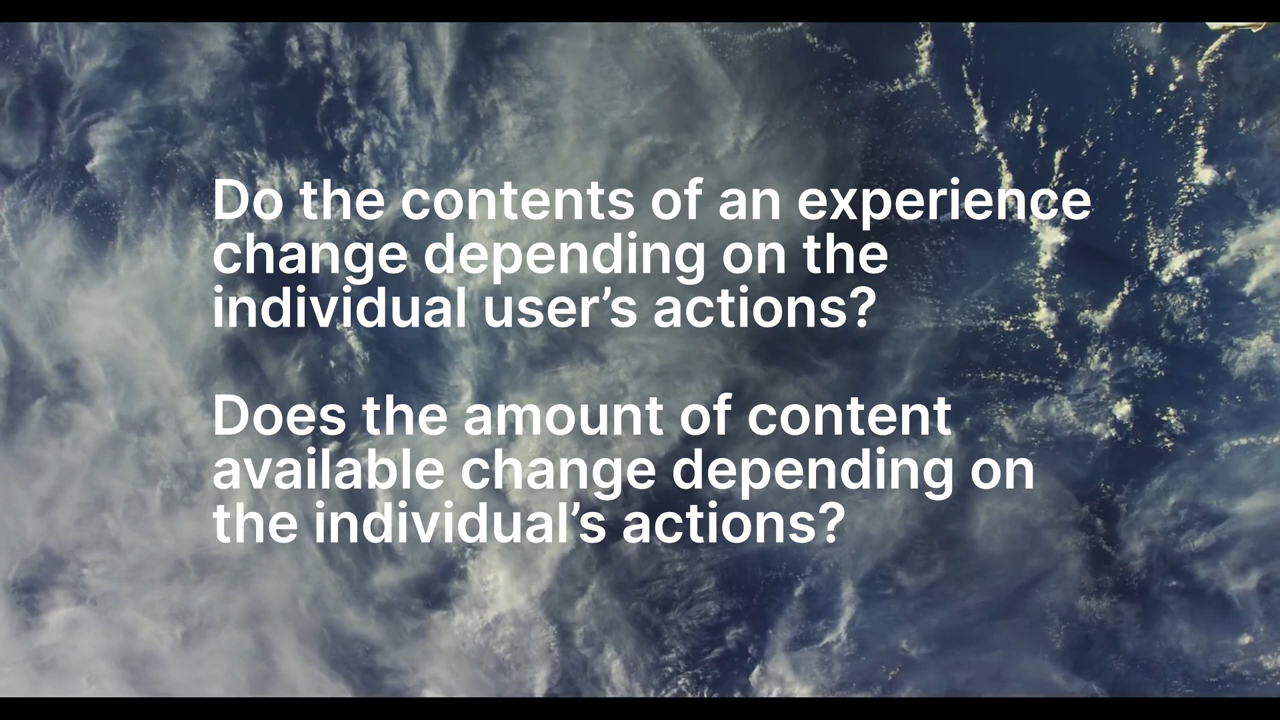 Do the contents of an experience
change depending on the
individual user’s actions?
Does the amount of content
available change depending on
the individual’s actions?